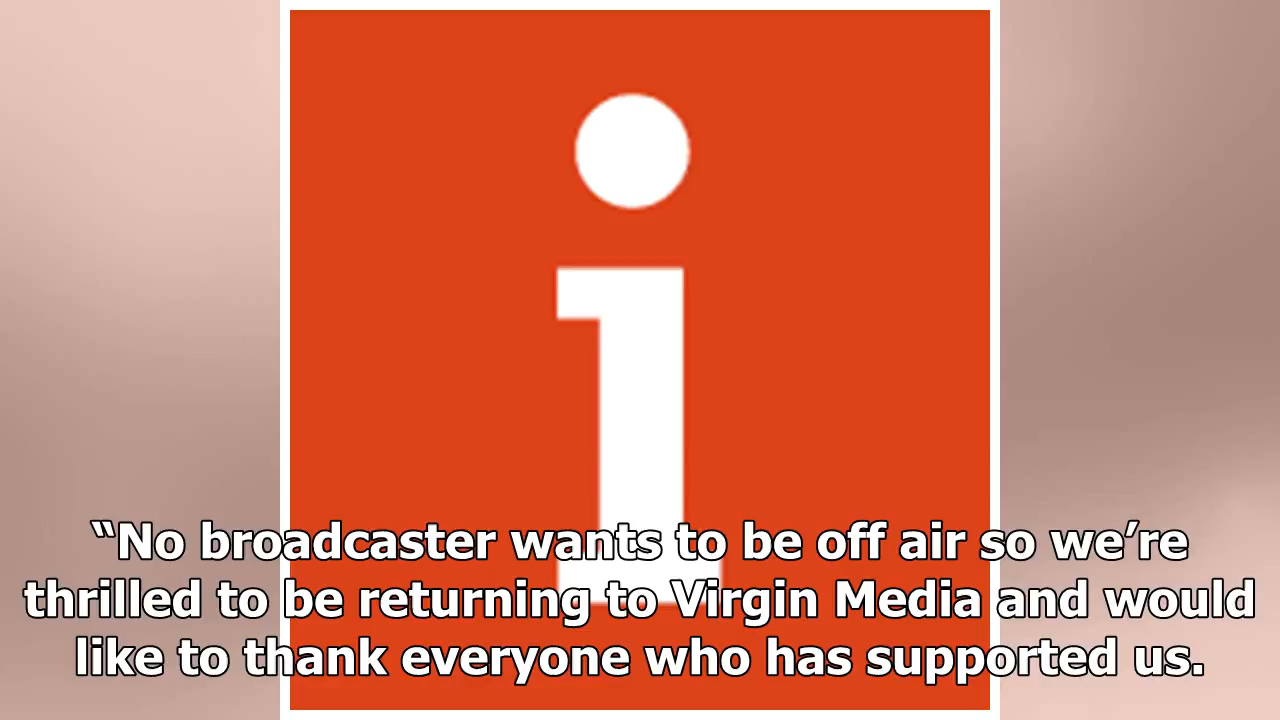 i
“No broadcaster wants to be off air so we’re
thrilled to be returning to Virgin Media and would
like to thank everyone who has supported us.